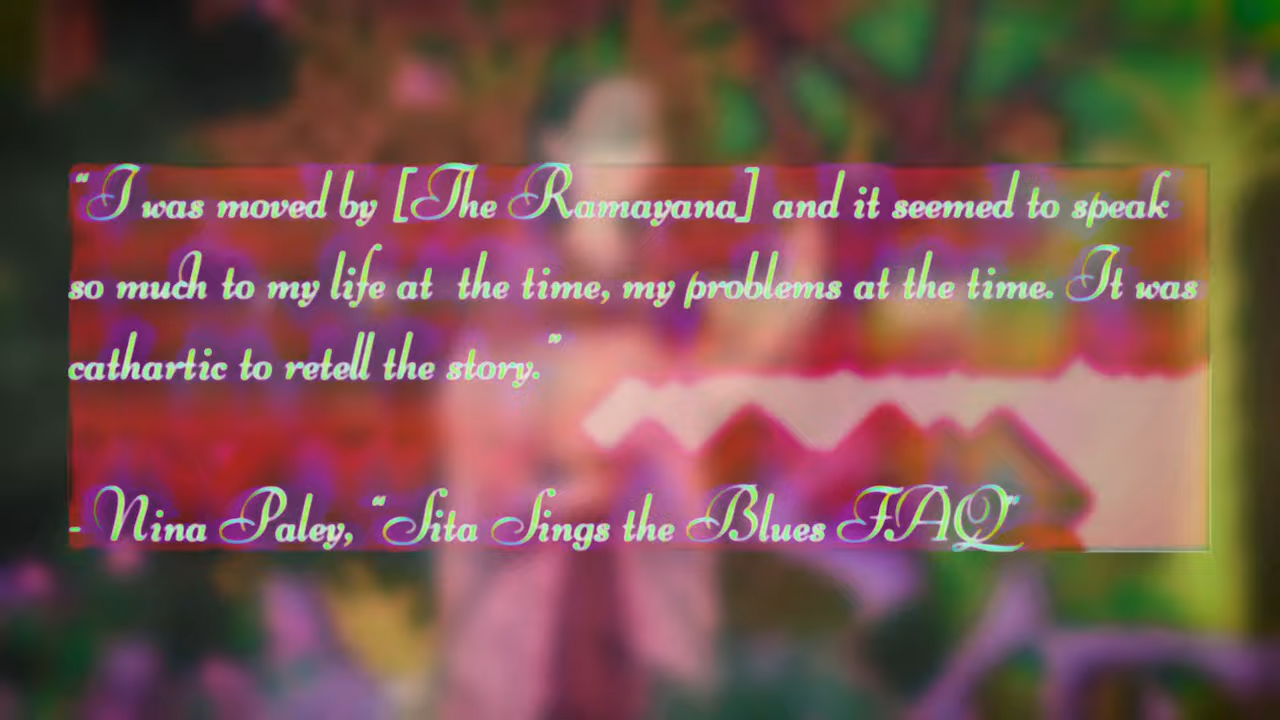 “I was moved by [The Ramayana] and it seemed to speak
so much to my life at the time, my problems at the time. It was
cathartic to retell the story.”
- Nina Paley, “Sita Sings the Blues FAQ”